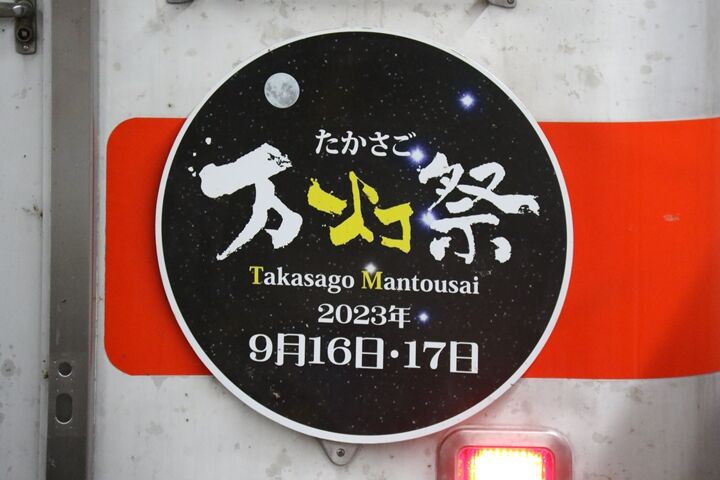 たかさご
万灯祭
Takasago Mantousai
2023年
9月16日・17日